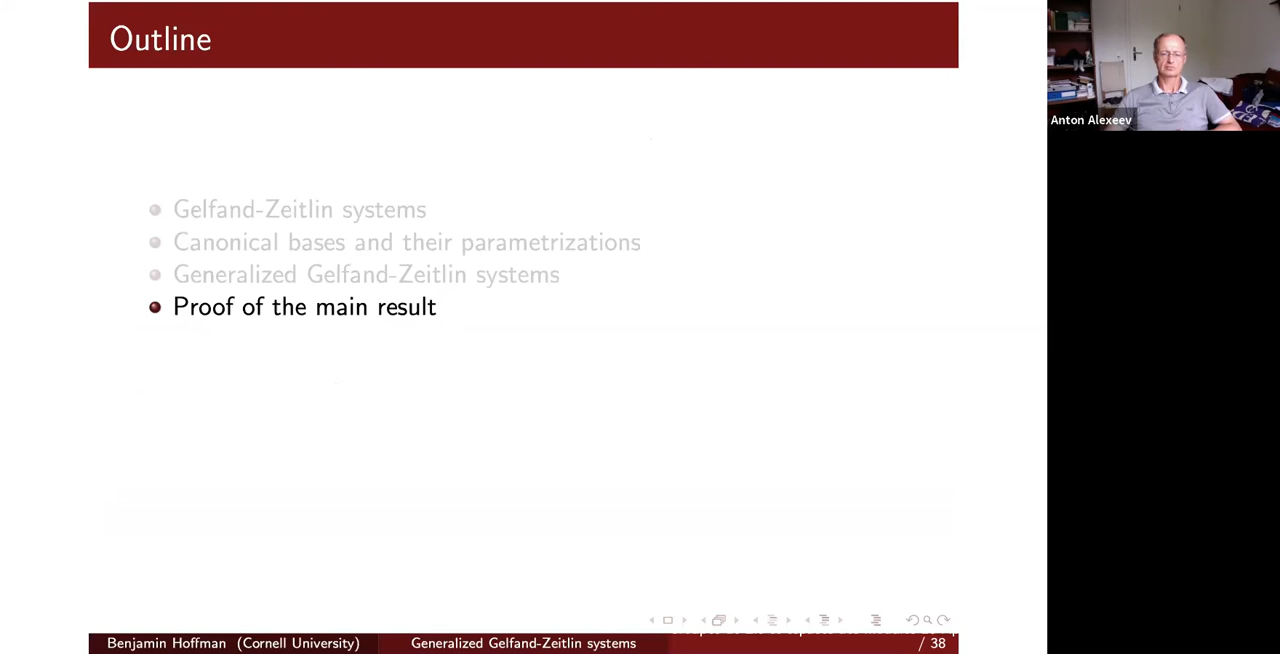 Outline
Anton Alexeev
Gelfand-Zeitlin systems
Canonical bases and their parametrizations
Generalized Gelfand-Zeitlin systems
Proof of the main result
Benjamin Hoffman (Cornell University)
Generalized Gelfand-Zeitlin systems
/ 38